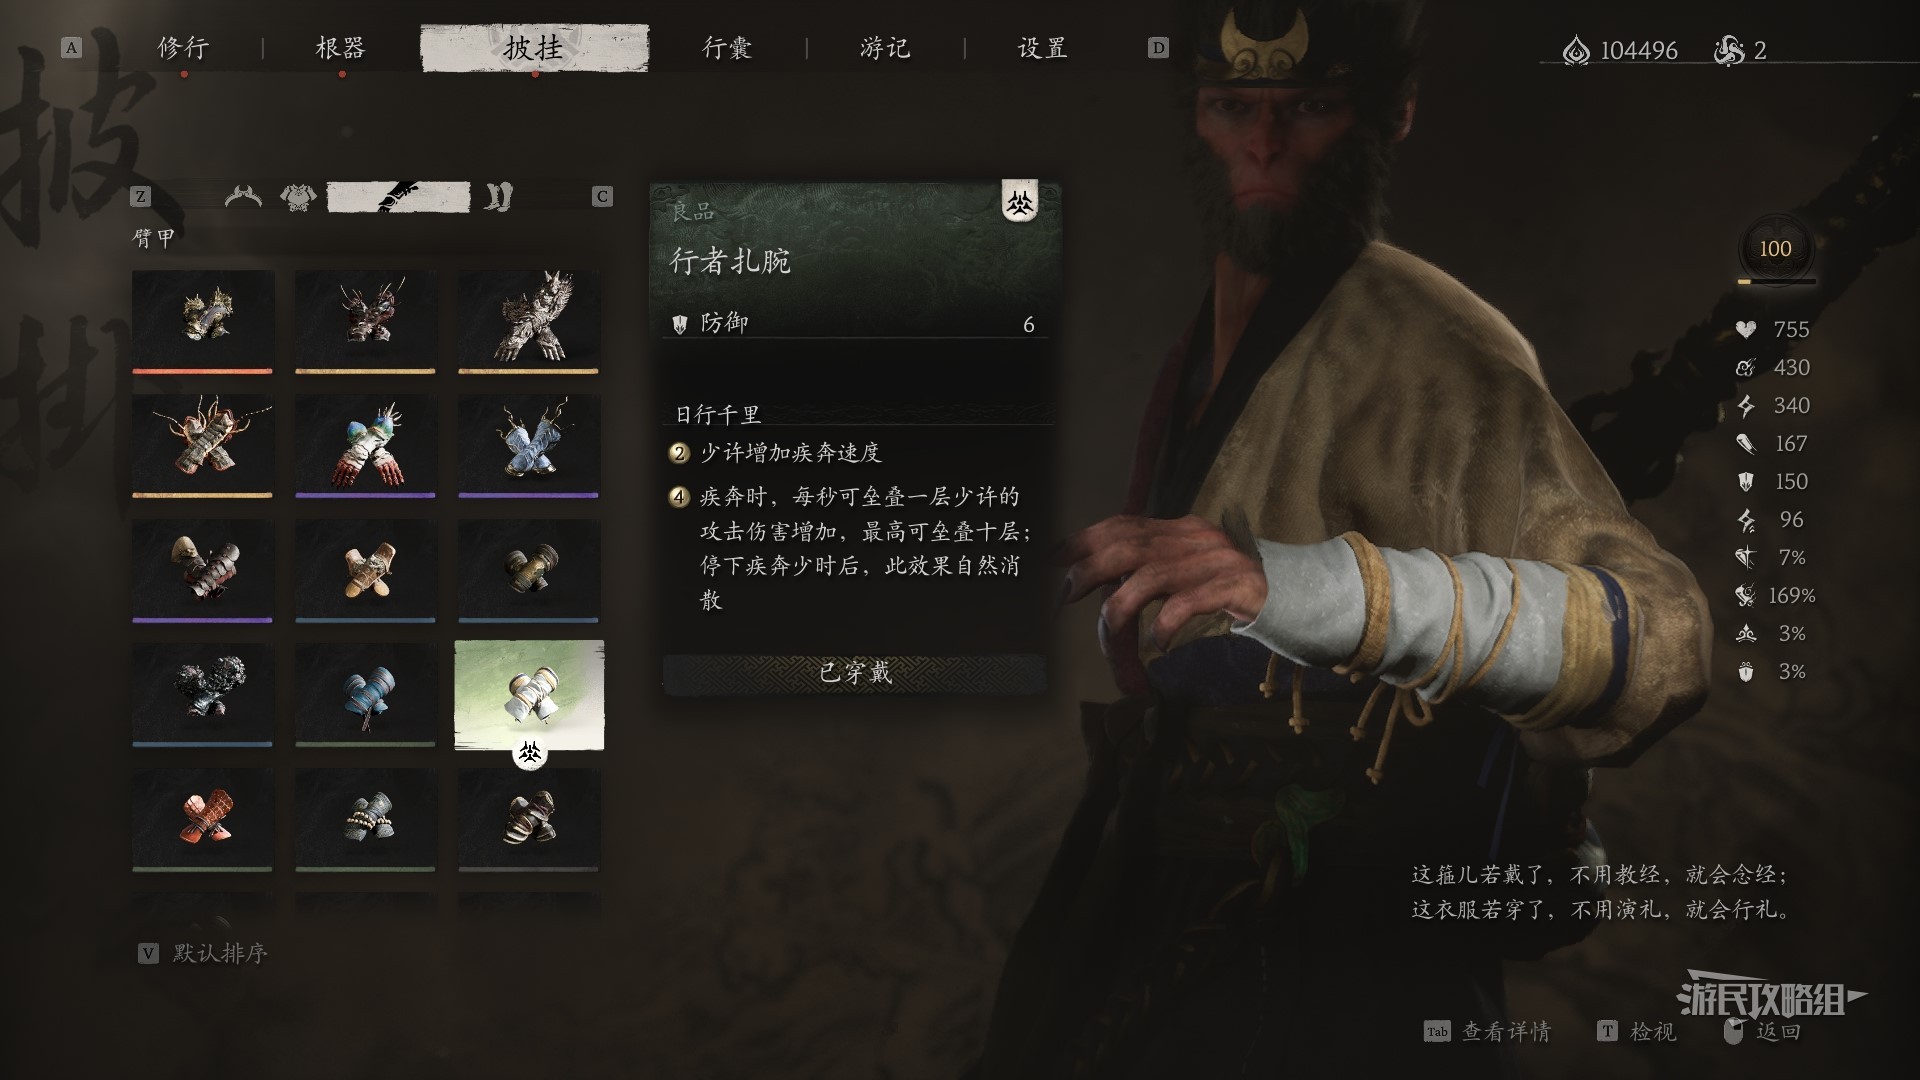 A 修行 根器 披挂 行囊 游记 设置 D 104496 2
披挂
Z C
臂甲
良品
行者扎腕
防御 6
日行千里
2 少许增加疾奔速度
4 疾奔时，每秒可垒叠一层少许的
攻击伤害增加，最高可垒叠十层；
停下疾奔少时后，此效果自然消
散
已穿戴
100
755
430
340
167
150
96
7%
169%
3%
3%
这箍儿若戴了，不用教经，就会念经；
这衣服若穿了，不用演礼，就会行礼。
V 默认排序
游民攻略组
Tab 查看详情 T 检视 返回